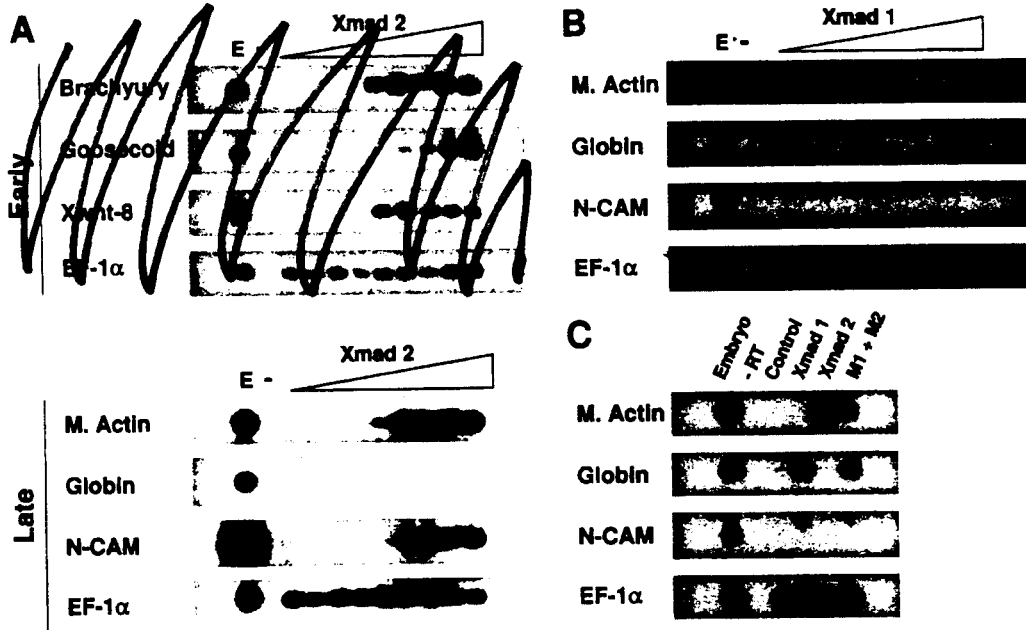 A
Xmad 2
E -
Early
Brachyury
Goosecoid
Xwnt-8
EF-1α
Xmad 2
E -
Late
M. Actin
Globin
N-CAM
EF-1α
B
Xmad 1
E -
M. Actin
Globin
N-CAM
EF-1α
C
Embryo
- RT
Control
Xmad 1
Xmad 2
M1 + M2
M. Actin
Globin
N-CAM
EF-1α